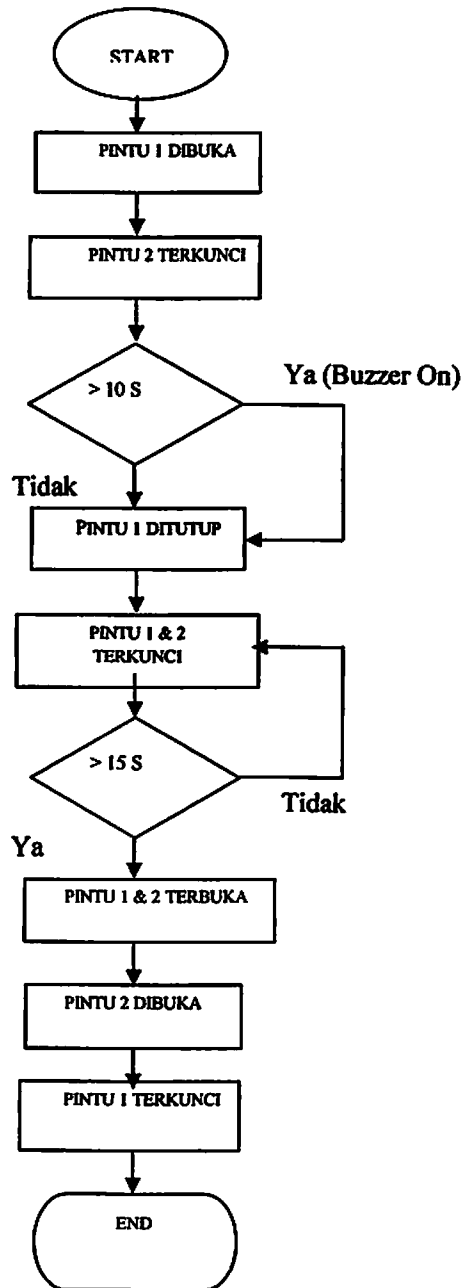 START
PINTU 1 DIBUKA
PINTU 2 TERKUNCI
> 10 S
Ya (Buzzer On)
Tidak
PINTU 1 DITUTUP
PINTU 1 & 2
TERKUNCI
> 15 S
Tidak
Ya
PINTU 1 & 2 TERBUKA
PINTU 2 DIBUKA
PINTU 1 TERKUNCI
END